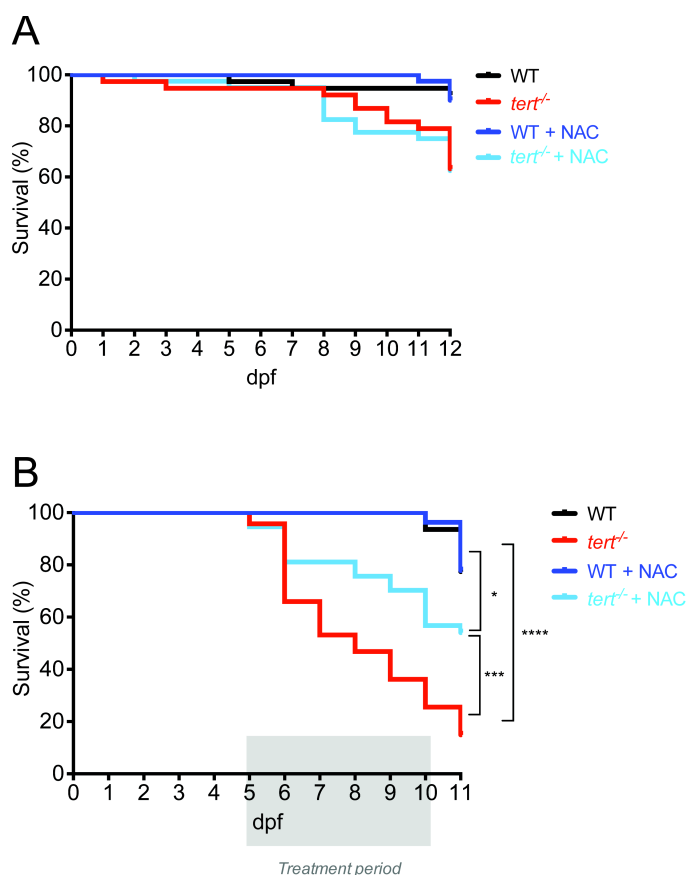 A
Survival (%)
100
80
60
40
20
0
0 1 2 3 4 5 6 7 8 9 10 11 12
dpf
WT
tert-/-
WT + NAC
tert-/- + NAC
B
Survival (%)
100
80
60
40
20
0
0 1 2 3 4 5 6 7 8 9 10 11
dpf
Treatment period
WT
tert-/-
WT + NAC
tert-/- + NAC
*
***
****